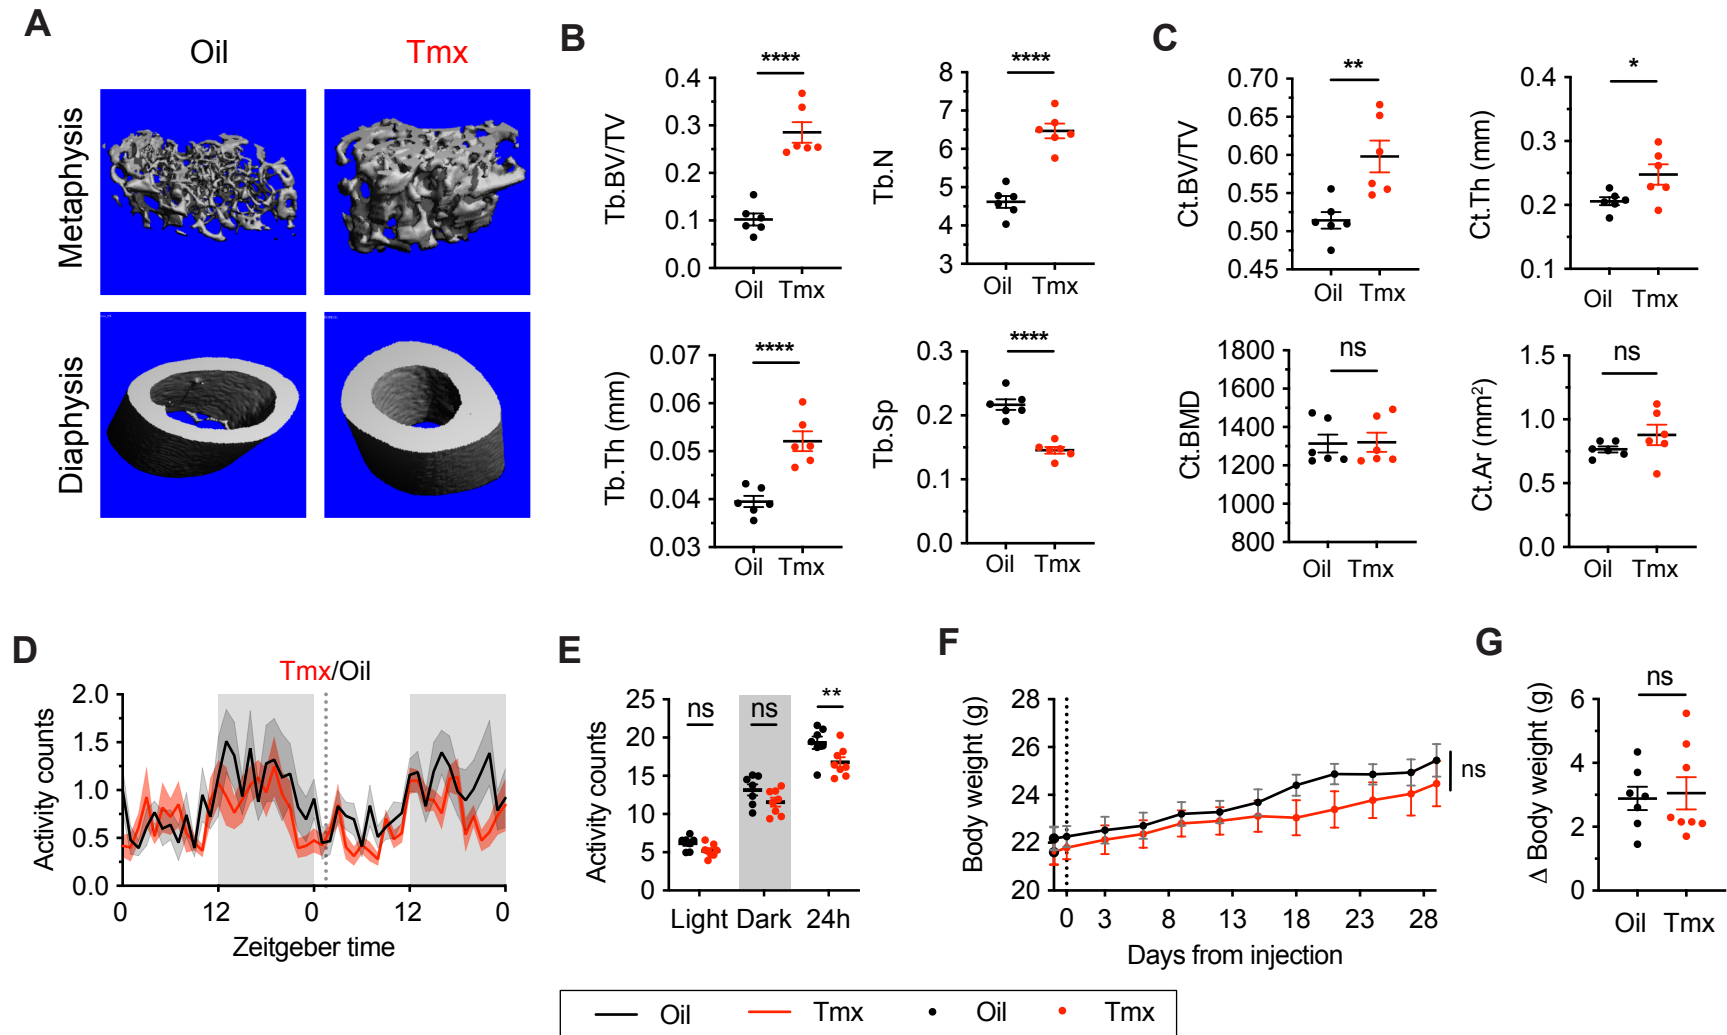 A
Oil
Tmx
Metaphysis
Diaphysis
B
****
0.4
0.3
0.2
0.1
0.0
Tb.BV/TV
Oil Tmx
****
8
7
6
5
4
3
Tb.N
Oil Tmx
****
0.07
0.06
0.05
0.04
0.03
Tb.Th (mm)
Oil Tmx
****
0.3
0.2
0.1
0.0
Tb.Sp
Oil Tmx
C
**
0.70
0.65
0.60
0.55
0.50
0.45
Ct.BV/TV
Oil Tmx
*
0.4
0.3
0.2
0.1
Ct.Th (mm)
Oil Tmx
ns
1800
1600
1400
1200
1000
800
Ct.BMD
Oil Tmx
ns
1.5
1.0
0.5
0.0
Ct.Ar (mm²)
Oil Tmx
D
Tmx/Oil
2.0
1.5
1.0
0.5
0.0
Activity counts
0 12 0 12 0
Zeitgeber time
E
ns ns **
25
20
15
10
5
0
Activity counts
Light Dark 24h
F
28
26
24
22
20
Body weight (g)
ns
0 3 8 13 18 23 28
Days from injection
G
ns
6
4
2
0
Δ Body weight (g)
Oil Tmx
Oil Tmx Oil Tmx